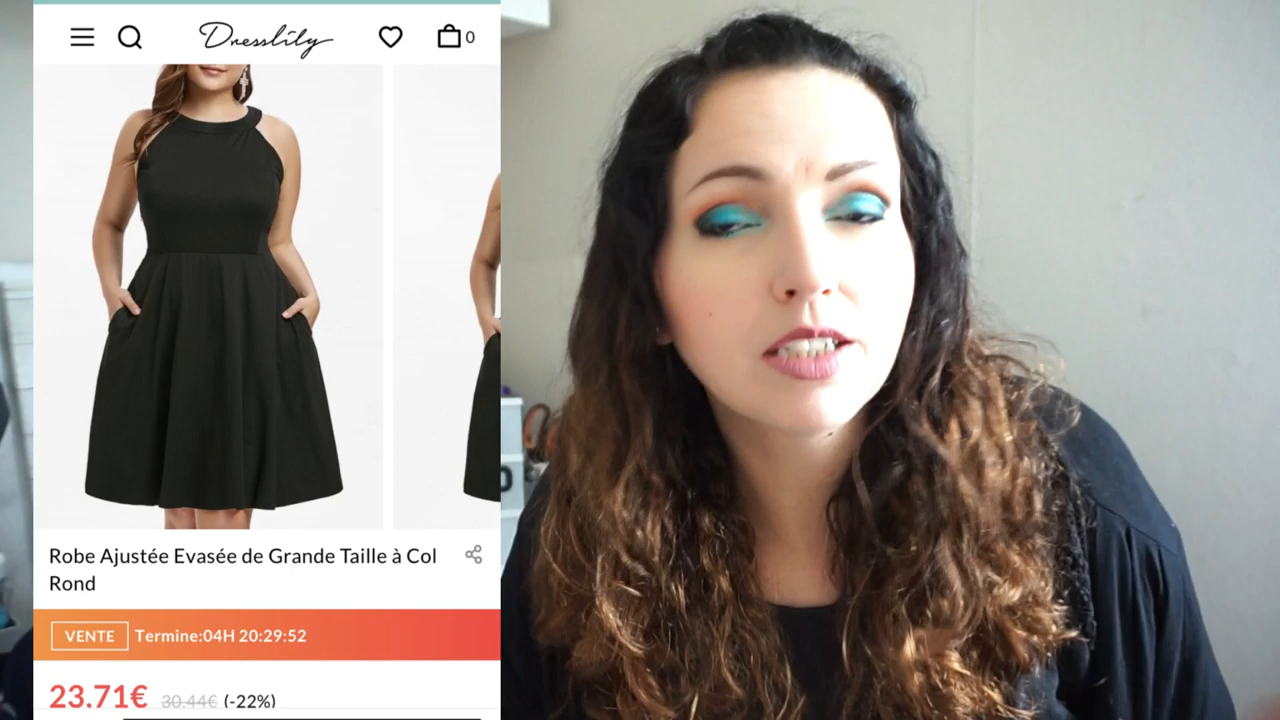 Dresslily
0
Robe Ajustée Evasée de Grande Taille à Col
Rond
VENTE Termine:04H 20:29:52
23.71€ 30.44€ (-22%)